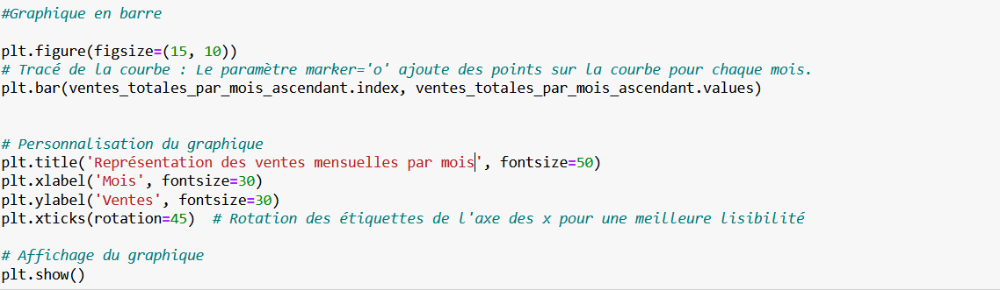 #Graphique en barre
plt.figure(figsize=(15, 10))
# Tracé de la courbe : Le paramètre marker='o' ajoute des points sur la courbe pour chaque mois.
plt.bar(ventes_totales_par_mois_ascendant.index, ventes_totales_par_mois_ascendant.values)
# Personnalisation du graphique
plt.title('Représentation des ventes mensuelles par mois', fontsize=50)
plt.xlabel('Mois', fontsize=30)
plt.ylabel('Ventes', fontsize=30)
plt.xticks(rotation=45)  # Rotation des étiquettes de l'axe des x pour une meilleure lisibilité
# Affichage du graphique
plt.show()